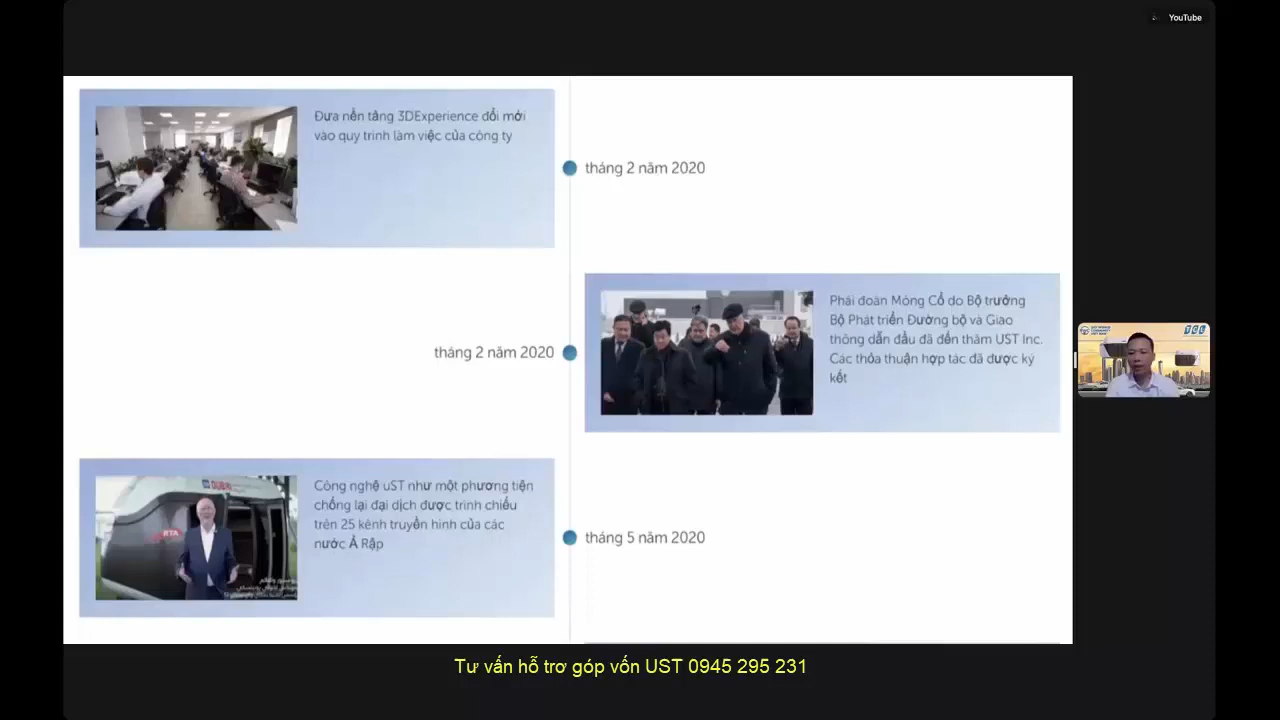 YouTube
Đưa nền tảng 3DExperience đổi mới
vào quy trình làm việc của công ty
tháng 2 năm 2020
tháng 2 năm 2020
Phái đoàn Mông Cổ do Bộ trưởng
Bộ Phát triển Đường bộ và Giao
thông dẫn đầu đã đến thăm UST Inc.
Các thỏa thuận hợp tác đã được ký
kết
Công nghệ uST như một phương tiện
chống lại đại dịch được trình chiếu
trên 25 kênh truyền hình của các
nước Ả Rập
tháng 5 năm 2020
DUBAI
RTA
Tư vấn hỗ trơ góp vốn UST 0945 295 231